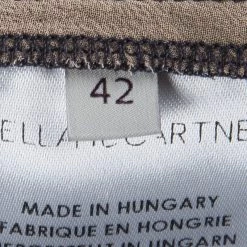 42
ELLA McCARTNE
MADE IN HUNGARY
FABRIQUE EN HONGRIE